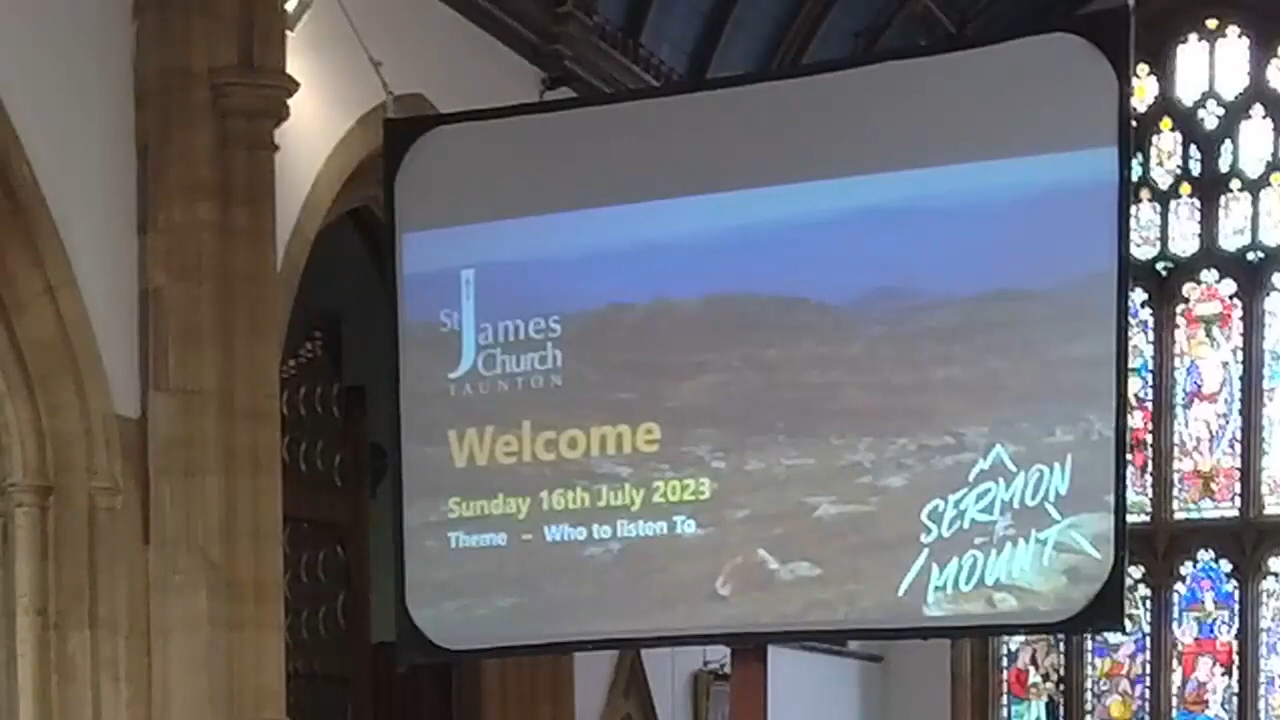 St James
Church
TAUNTON
Welcome
Sunday 16th July 2023
Theme – Who to listen To
SERMON
MOUNT